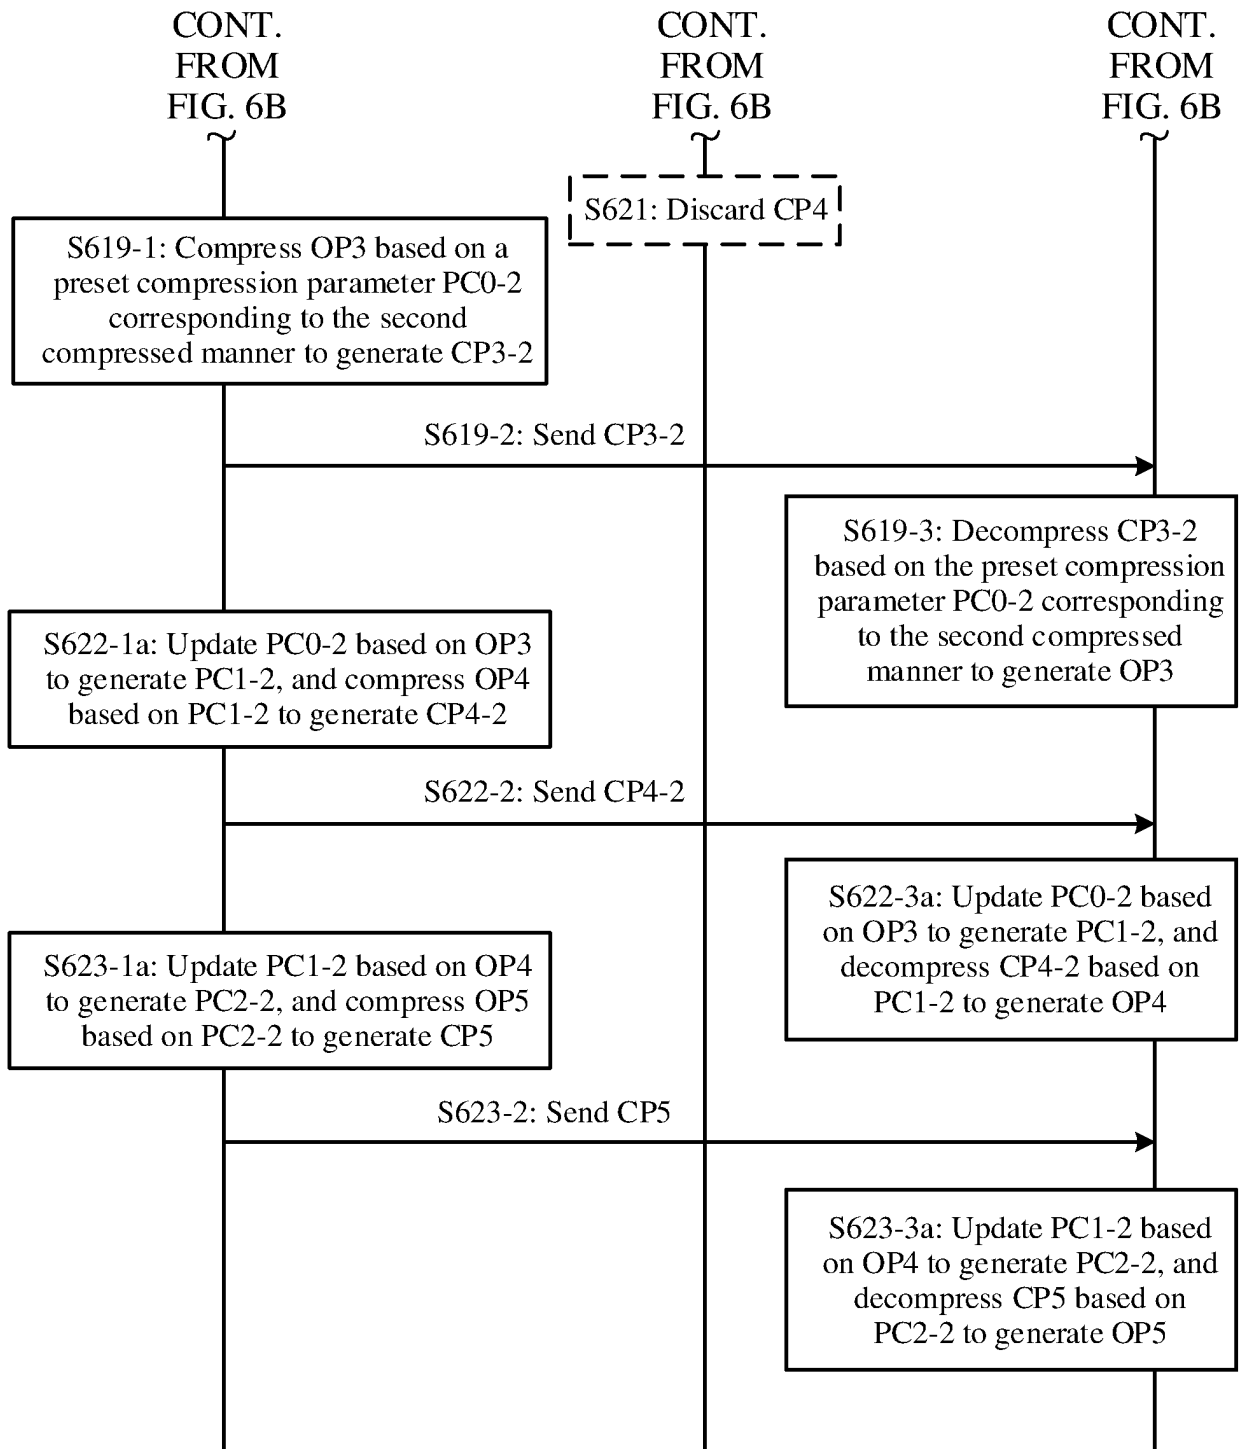 CONT.
FROM
FIG. 6B
CONT.
FROM
FIG. 6B
CONT.
FROM
FIG. 6B
S621: Discard CP4
S619-1: Compress OP3 based on a
preset compression parameter PC0-2
corresponding to the second
compressed manner to generate CP3-2
S619-2: Send CP3-2
S619-3: Decompress CP3-2
based on the preset compression
parameter PC0-2 corresponding
to the second compressed
manner to generate OP3
S622-1a: Update PC0-2 based on OP3
to generate PC1-2, and compress OP4
based on PC1-2 to generate CP4-2
S622-2: Send CP4-2
S622-3a: Update PC0-2 based
on OP3 to generate PC1-2, and
decompress CP4-2 based on
PC1-2 to generate OP4
S623-1a: Update PC1-2 based on OP4
to generate PC2-2, and compress OP5
based on PC2-2 to generate CP5
S623-2: Send CP5
S623-3a: Update PC1-2 based
on OP4 to generate PC2-2, and
decompress CP5 based on
PC2-2 to generate OP5